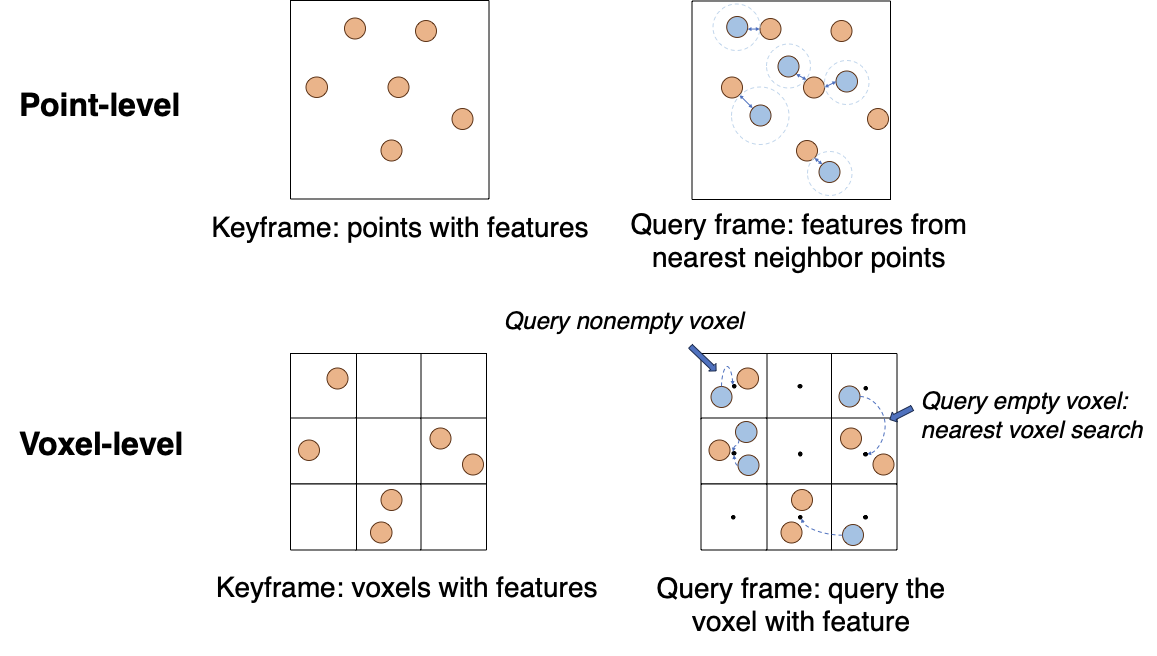 Point-level
Keyframe: points with features
Query frame: features from
nearest neighbor points
Query nonempty voxel
Query empty voxel:
nearest voxel search
Voxel-level
Keyframe: voxels with features
Query frame: query the
voxel with feature